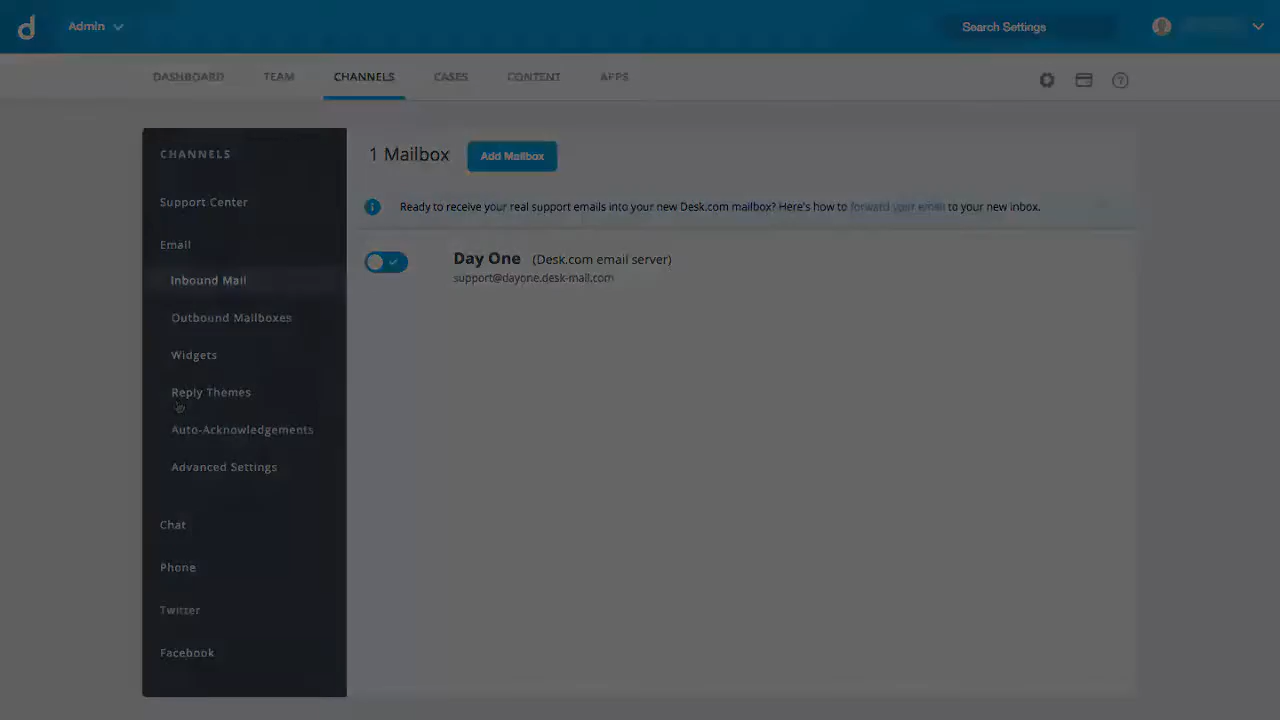 d Admin Search Settings
DASHBOARD TEAM CHANNELS CASES CONTENT APPS
CHANNELS
Support Center
Email
Inbound Mail
Outbound Mailboxes
Widgets
Reply Themes
Auto-Acknowledgements
Advanced Settings
Chat
Phone
Twitter
Facebook
1 Mailbox Add Mailbox
Ready to receive your real support emails into your new Desk.com mailbox? Here's how to forward your email to your new inbox.
Day One (Desk.com email server)
support@dayone.desk-mail.com